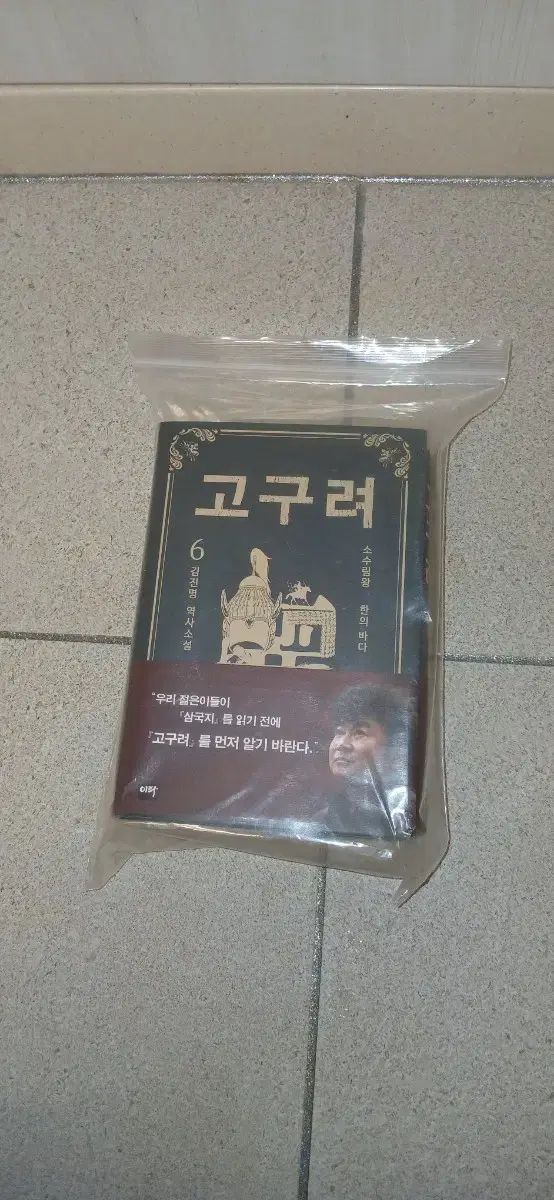 고구려
6
김진명 역사소설
소수림왕 한의 바다
"우리 젊은이들이
『삼국지』를 읽기 전에
『고구려』를 먼저 알기 바란다."
이타